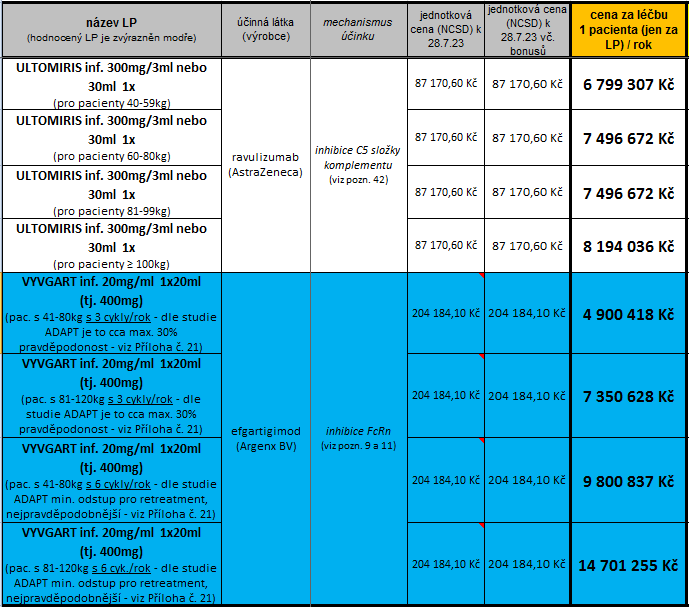 název LP
(hodnocený LP je zvýrazněn modře)
účinná látka
(výrobce)
mechanismus
účinku
jednotková
cena (NCSD) k
28.7.23
jednotková cena
(NCSD) k
28.7.23 vč.
bonusů
cena za léčbu
1 pacienta (jen za
LP) / rok
ULTOMIRIS inf. 300mg/3ml nebo
30ml 1x
(pro pacienty 40-59kg)
87 170,60 Kč
87 170,60 Kč
6 799 307 Kč
ULTOMIRIS inf. 300mg/3ml nebo
30ml 1x
(pro pacienty 60-80kg)
87 170,60 Kč
87 170,60 Kč
7 496 672 Kč
ravulizumab
(AstraZeneca)
inhibice C5 složky
komplementu
(viz pozn. 42)
ULTOMIRIS inf. 300mg/3ml nebo
30ml 1x
(pro pacienty 81-99kg)
87 170,60 Kč
87 170,60 Kč
7 496 672 Kč
ULTOMIRIS inf. 300mg/3ml nebo
30ml 1x
(pro pacienty ≥ 100kg)
87 170,60 Kč
87 170,60 Kč
8 194 036 Kč
VYVGART inf. 20mg/ml 1x20ml
(tj. 400mg)
(pac. s 41-80kg s 3 cykly/rok - dle studie
ADAPT je to cca max. 30%
pravděpodonost - viz Příloha č. 21)
204 184,10 Kč
204 184,10 Kč
4 900 418 Kč
VYVGART inf. 20mg/ml 1x20ml
(tj. 400mg)
(pac. s 81-120kg s 3 cykly/rok - dle
studie ADAPT je to cca max. 30%
pravděpodonost - viz Příloha č. 21)
204 184,10 Kč
204 184,10 Kč
7 350 628 Kč
efgartigimod
(Argenx BV)
inhibice FcRn
(viz pozn. 9 a 11)
VYVGART inf. 20mg/ml 1x20ml
(tj. 400mg)
(pac. s 41-80kg s 6 cykly/rok - dle studie
ADAPT min. odstup pro retreatment,
nejpravděpodobnější - viz Příloha č. 21)
204 184,10 Kč
204 184,10 Kč
9 800 837 Kč
VYVGART inf. 20mg/ml 1x20ml
(tj. 400mg)
(pac. s 81-120kg s 6 cyk./rok - dle studie
ADAPT min. odstup pro retreatment,
nejpravděpodobnější - viz Příloha č. 21)
204 184,10 Kč
204 184,10 Kč
14 701 255 Kč